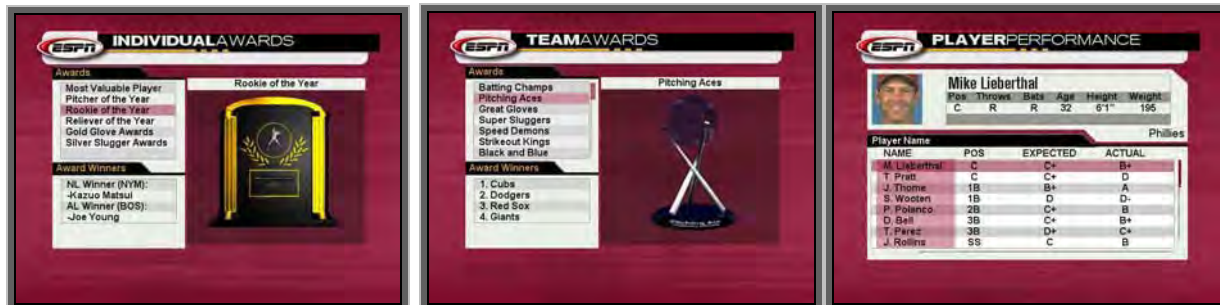 ESPN
INDIVIDUALAWARDS
Awards
Rookie of the Year
Most Valuable Player
Pitcher of the Year
Rookie of the Year
Reliever of the Year
Gold Glove Awards
Silver Slugger Awards
Award Winners
NL Winner (NYM):
-Kazuo Matsui
AL Winner (BOS):
-Joe Young
ESPN
TEAMAWARDS
Awards
Pitching Aces
Batting Champs
Pitching Aces
Great Gloves
Super Sluggers
Speed Demons
Strikeout Kings
Black and Blue
Award Winners
1. Cubs
2. Dodgers
3. Red Sox
4. Giants
ESPN
PLAYERPERFORMANCE
Mike Lieberthal
Pos Throws Bats Age Height Weight
C R R 32 6'1" 195
Phillies
Player Name
NAME POS EXPECTED ACTUAL
M. Lieberthal C C+ B+
T. Pratt C C+ D
J. Thome 1B B+ A
S. Wooten 1B D D-
P. Polanco 2B C+ B
D. Bell 3B C+ B+
T. Perez 3B D+ C+
J. Rollins SS C B